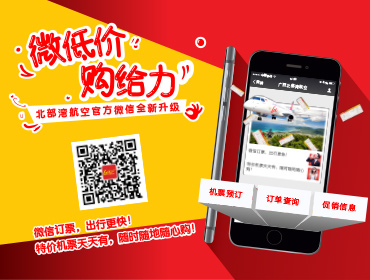 微低价
购给力
北部湾航空官方微信全新升级
微信订票，出行更快！
特价机票天天有，随时随地随心购！
机票预订
订单查询
促销信息